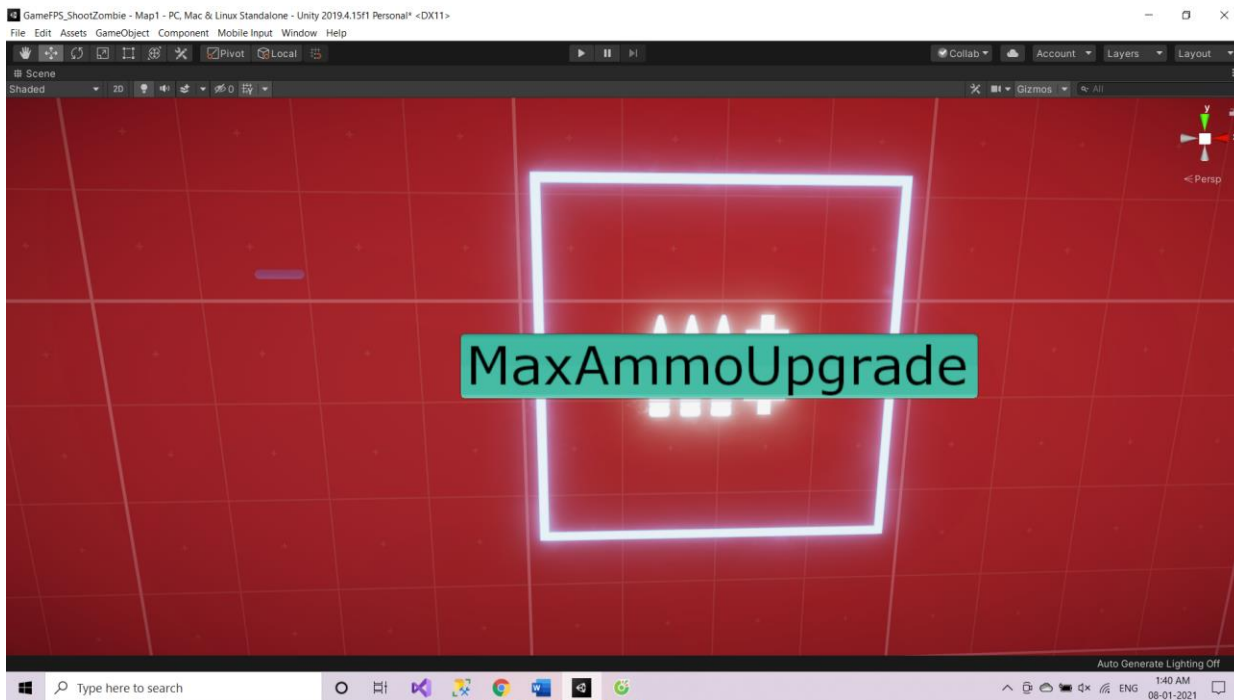 GameFPS_ShootZombie - Map1 - PC, Mac & Linux Standalone - Unity 2019.4.15f1 Personal* <DX11>
File Edit Assets GameObject Component Mobile Input Window Help
Pivot Local Collab Account Layers Layout
Scene
Shaded 2D 0 Gizmos All
y
Persp
MaxAmmoUpgrade
Auto Generate Lighting Off
Type here to search ENG 1:40 AM
08-01-2021